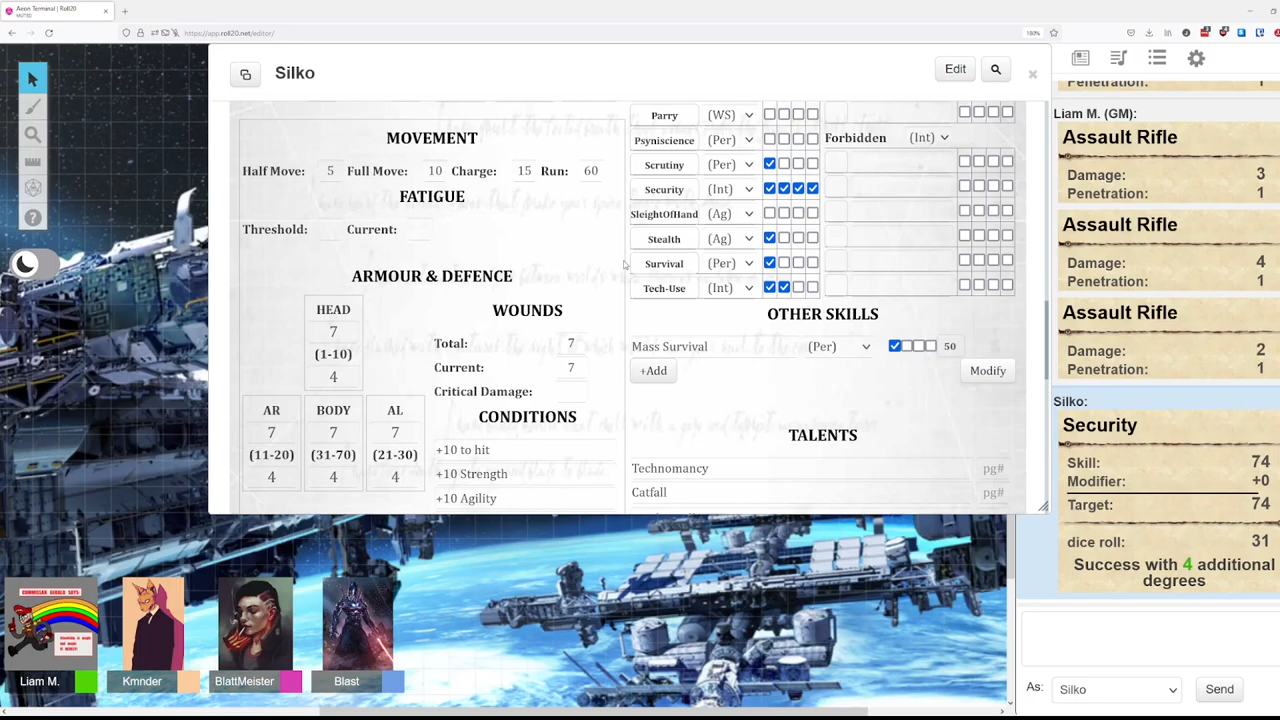 Aeon Terminal | Roll20
MUTED
https://app.roll20.net/editor/
Silko
Edit
MOVEMENT
Half Move: 5 Full Move: 10 Charge: 15 Run: 60
FATIGUE
Threshold: Current:
ARMOUR & DEFENCE
HEAD
7
(1-10)
4
AR
7
(11-20)
4
BODY
7
(31-70)
4
AL
7
(21-30)
4
WOUNDS
Total: 7
Current: 7
Critical Damage:
CONDITIONS
+10 to hit
+10 Strength
+10 Agility
Parry (WS)
Psyniscience (Per)
Scrutiny (Per)
Security (Int)
SleightOfHand (Ag)
Stealth (Ag)
Survival (Per)
Tech-Use (Int)
Forbidden (Int)
OTHER SKILLS
Mass Survival (Per) 50
+Add Modify
TALENTS
Technomancy pg#
Catfall pg#
Penetration: 1
Liam M. (GM):
Assault Rifle
Damage: 3
Penetration: 1
Assault Rifle
Damage: 4
Penetration: 1
Assault Rifle
Damage: 2
Penetration: 1
Silko:
Security
Skill: 74
Modifier: +0
Target: 74
dice roll: 31
Success with 4 additional
degrees
As: Silko Send
COMMISSAR GERALD SAYS:
Liam M.
Kmnder
BlattMeister
Blast